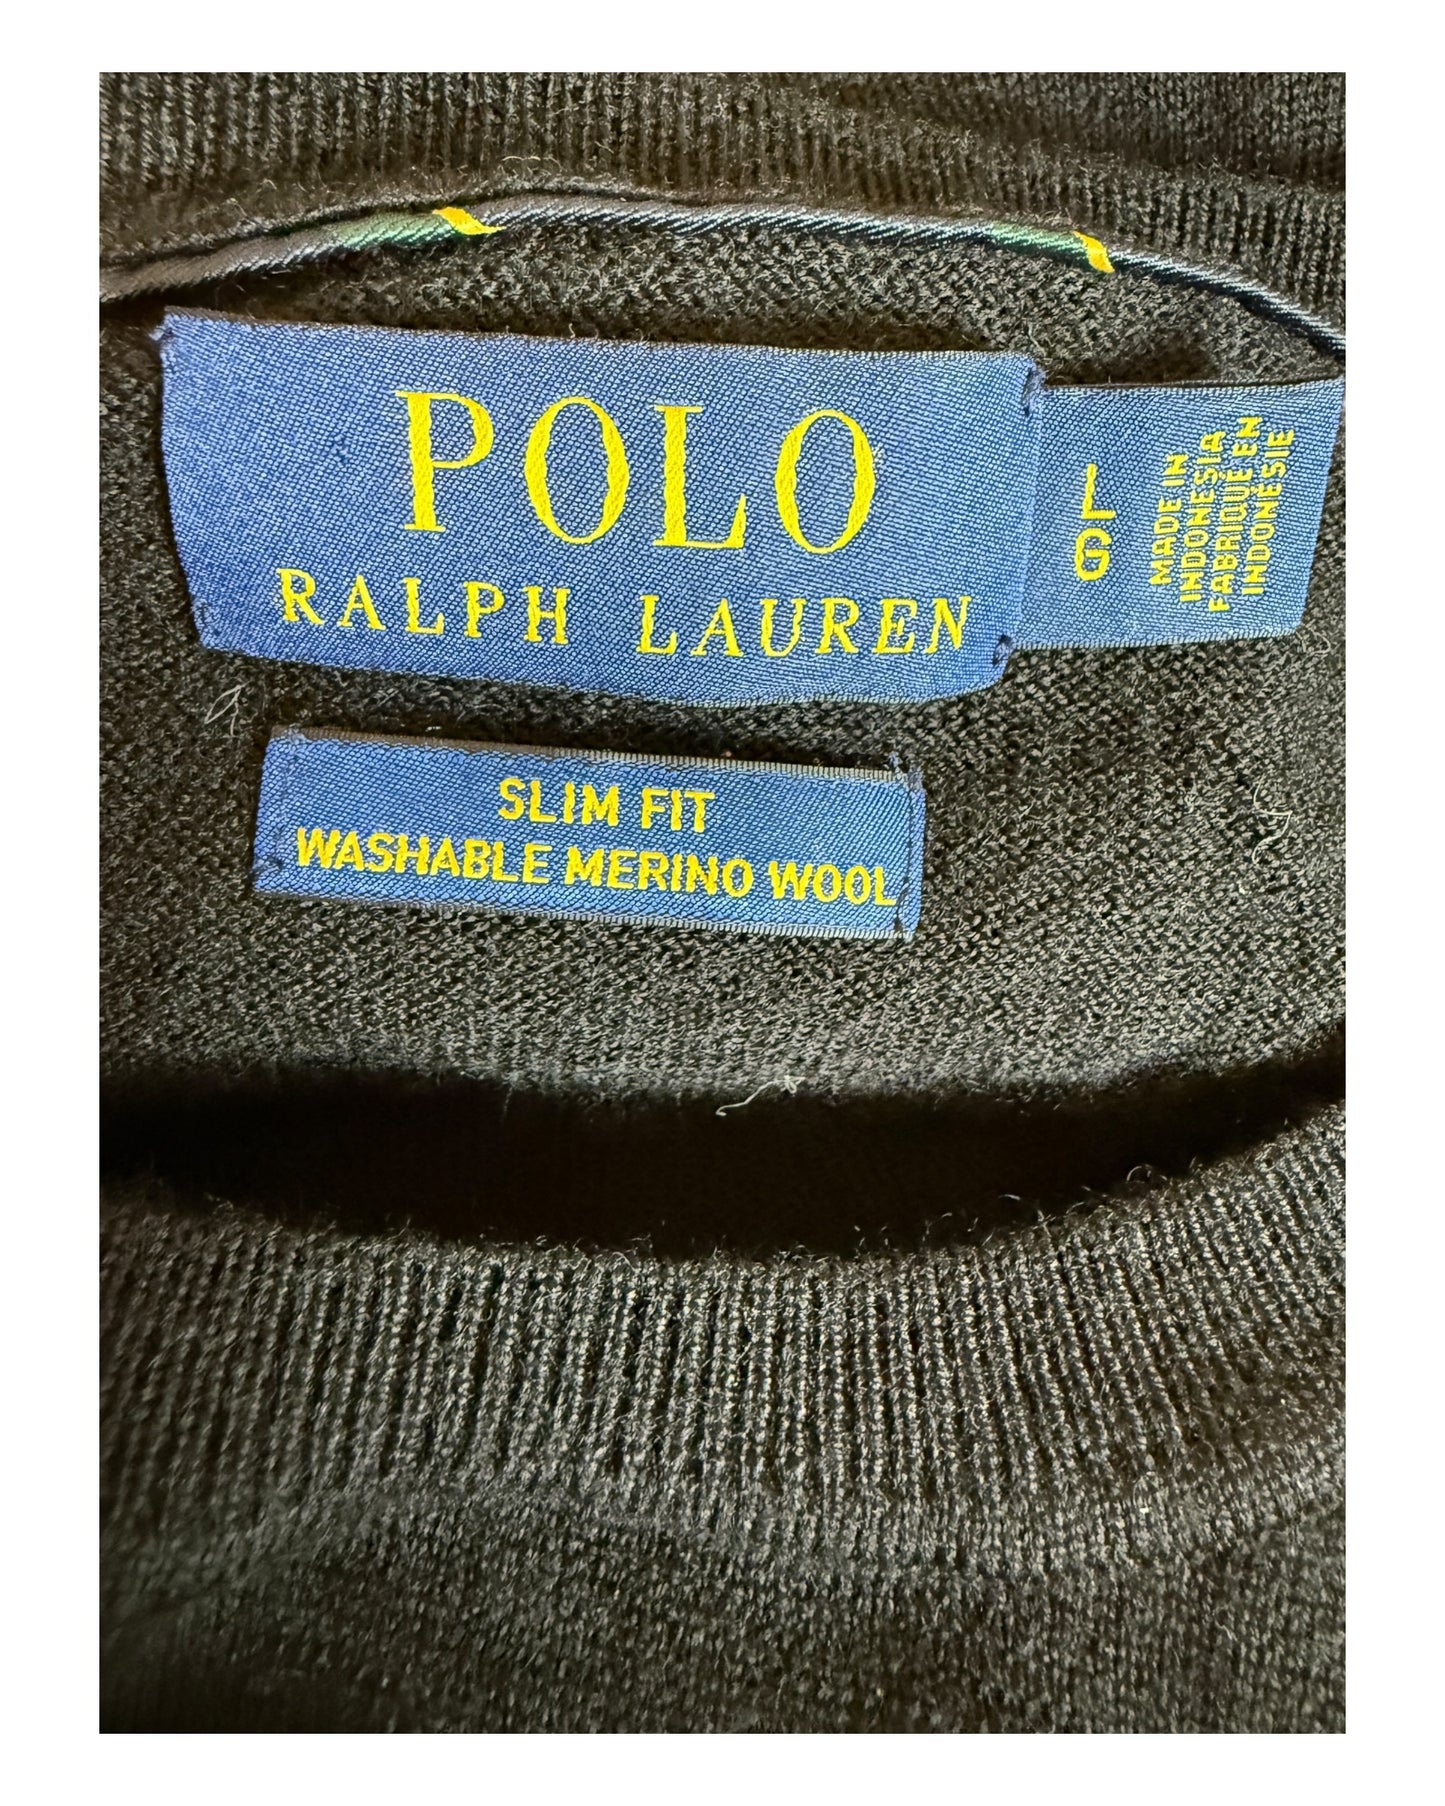 POLO
RALPH LAUREN
L
G
MADE IN
INDONESIA
FABRIQUÉ EN
INDONÉSIE
SLIM FIT
WASHABLE MERINO WOOL